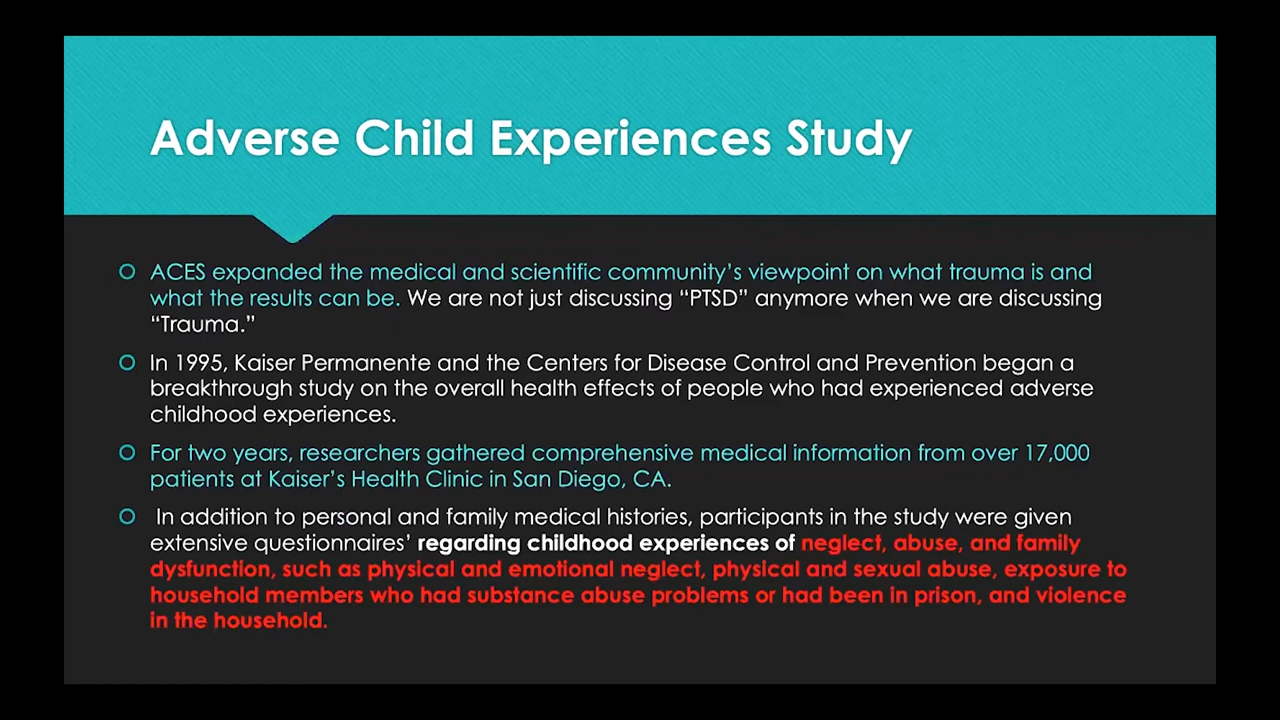 Adverse Child Experiences Study
ACES expanded the medical and scientific community’s viewpoint on what trauma is and
what the results can be. We are not just discussing “PTSD” anymore when we are discussing
“Trauma.”
In 1995, Kaiser Permanente and the Centers for Disease Control and Prevention began a
breakthrough study on the overall health effects of people who had experienced adverse
childhood experiences.
For two years, researchers gathered comprehensive medical information from over 17,000
patients at Kaiser’s Health Clinic in San Diego, CA.
In addition to personal and family medical histories, participants in the study were given
extensive questionnaires’ regarding childhood experiences of neglect, abuse, and family
dysfunction, such as physical and emotional neglect, physical and sexual abuse, exposure to
household members who had substance abuse problems or had been in prison, and violence
in the household.